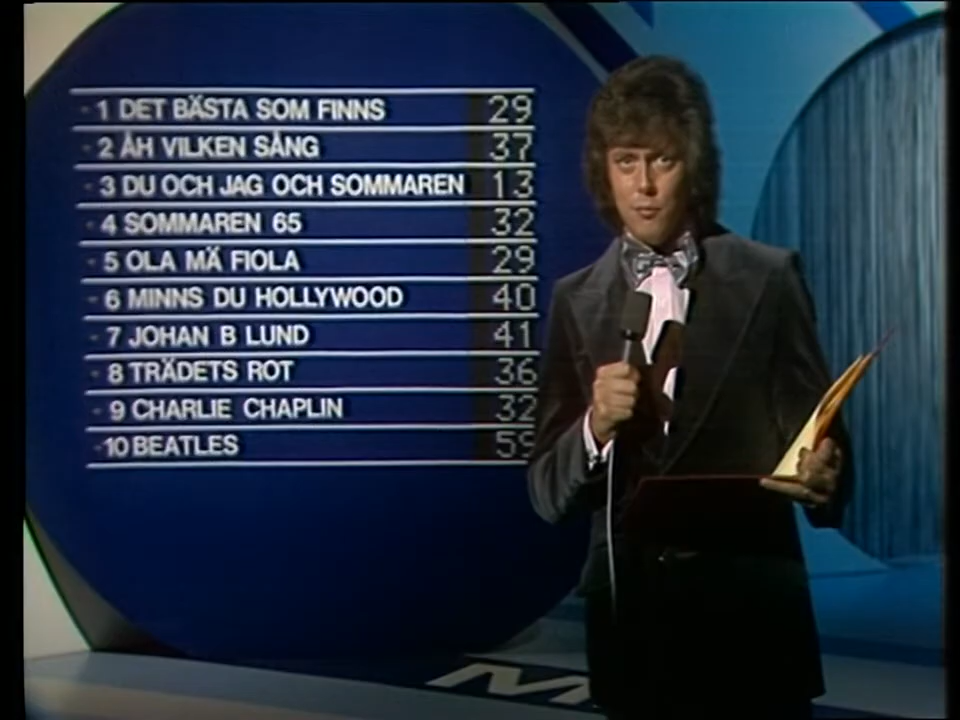 1 DET BÄSTA SOM FINNS 29
2 ÅH VILKEN SÅNG 37
3 DU OCH JAG OCH SOMMAREN 13
4 SOMMAREN 65 32
5 OLA MÄ FIOLA 29
6 MINNS DU HOLLYWOOD 40
7 JOHAN B LUND 41
8 TRÄDETS ROT 36
9 CHARLIE CHAPLIN 32
10 BEATLES 59